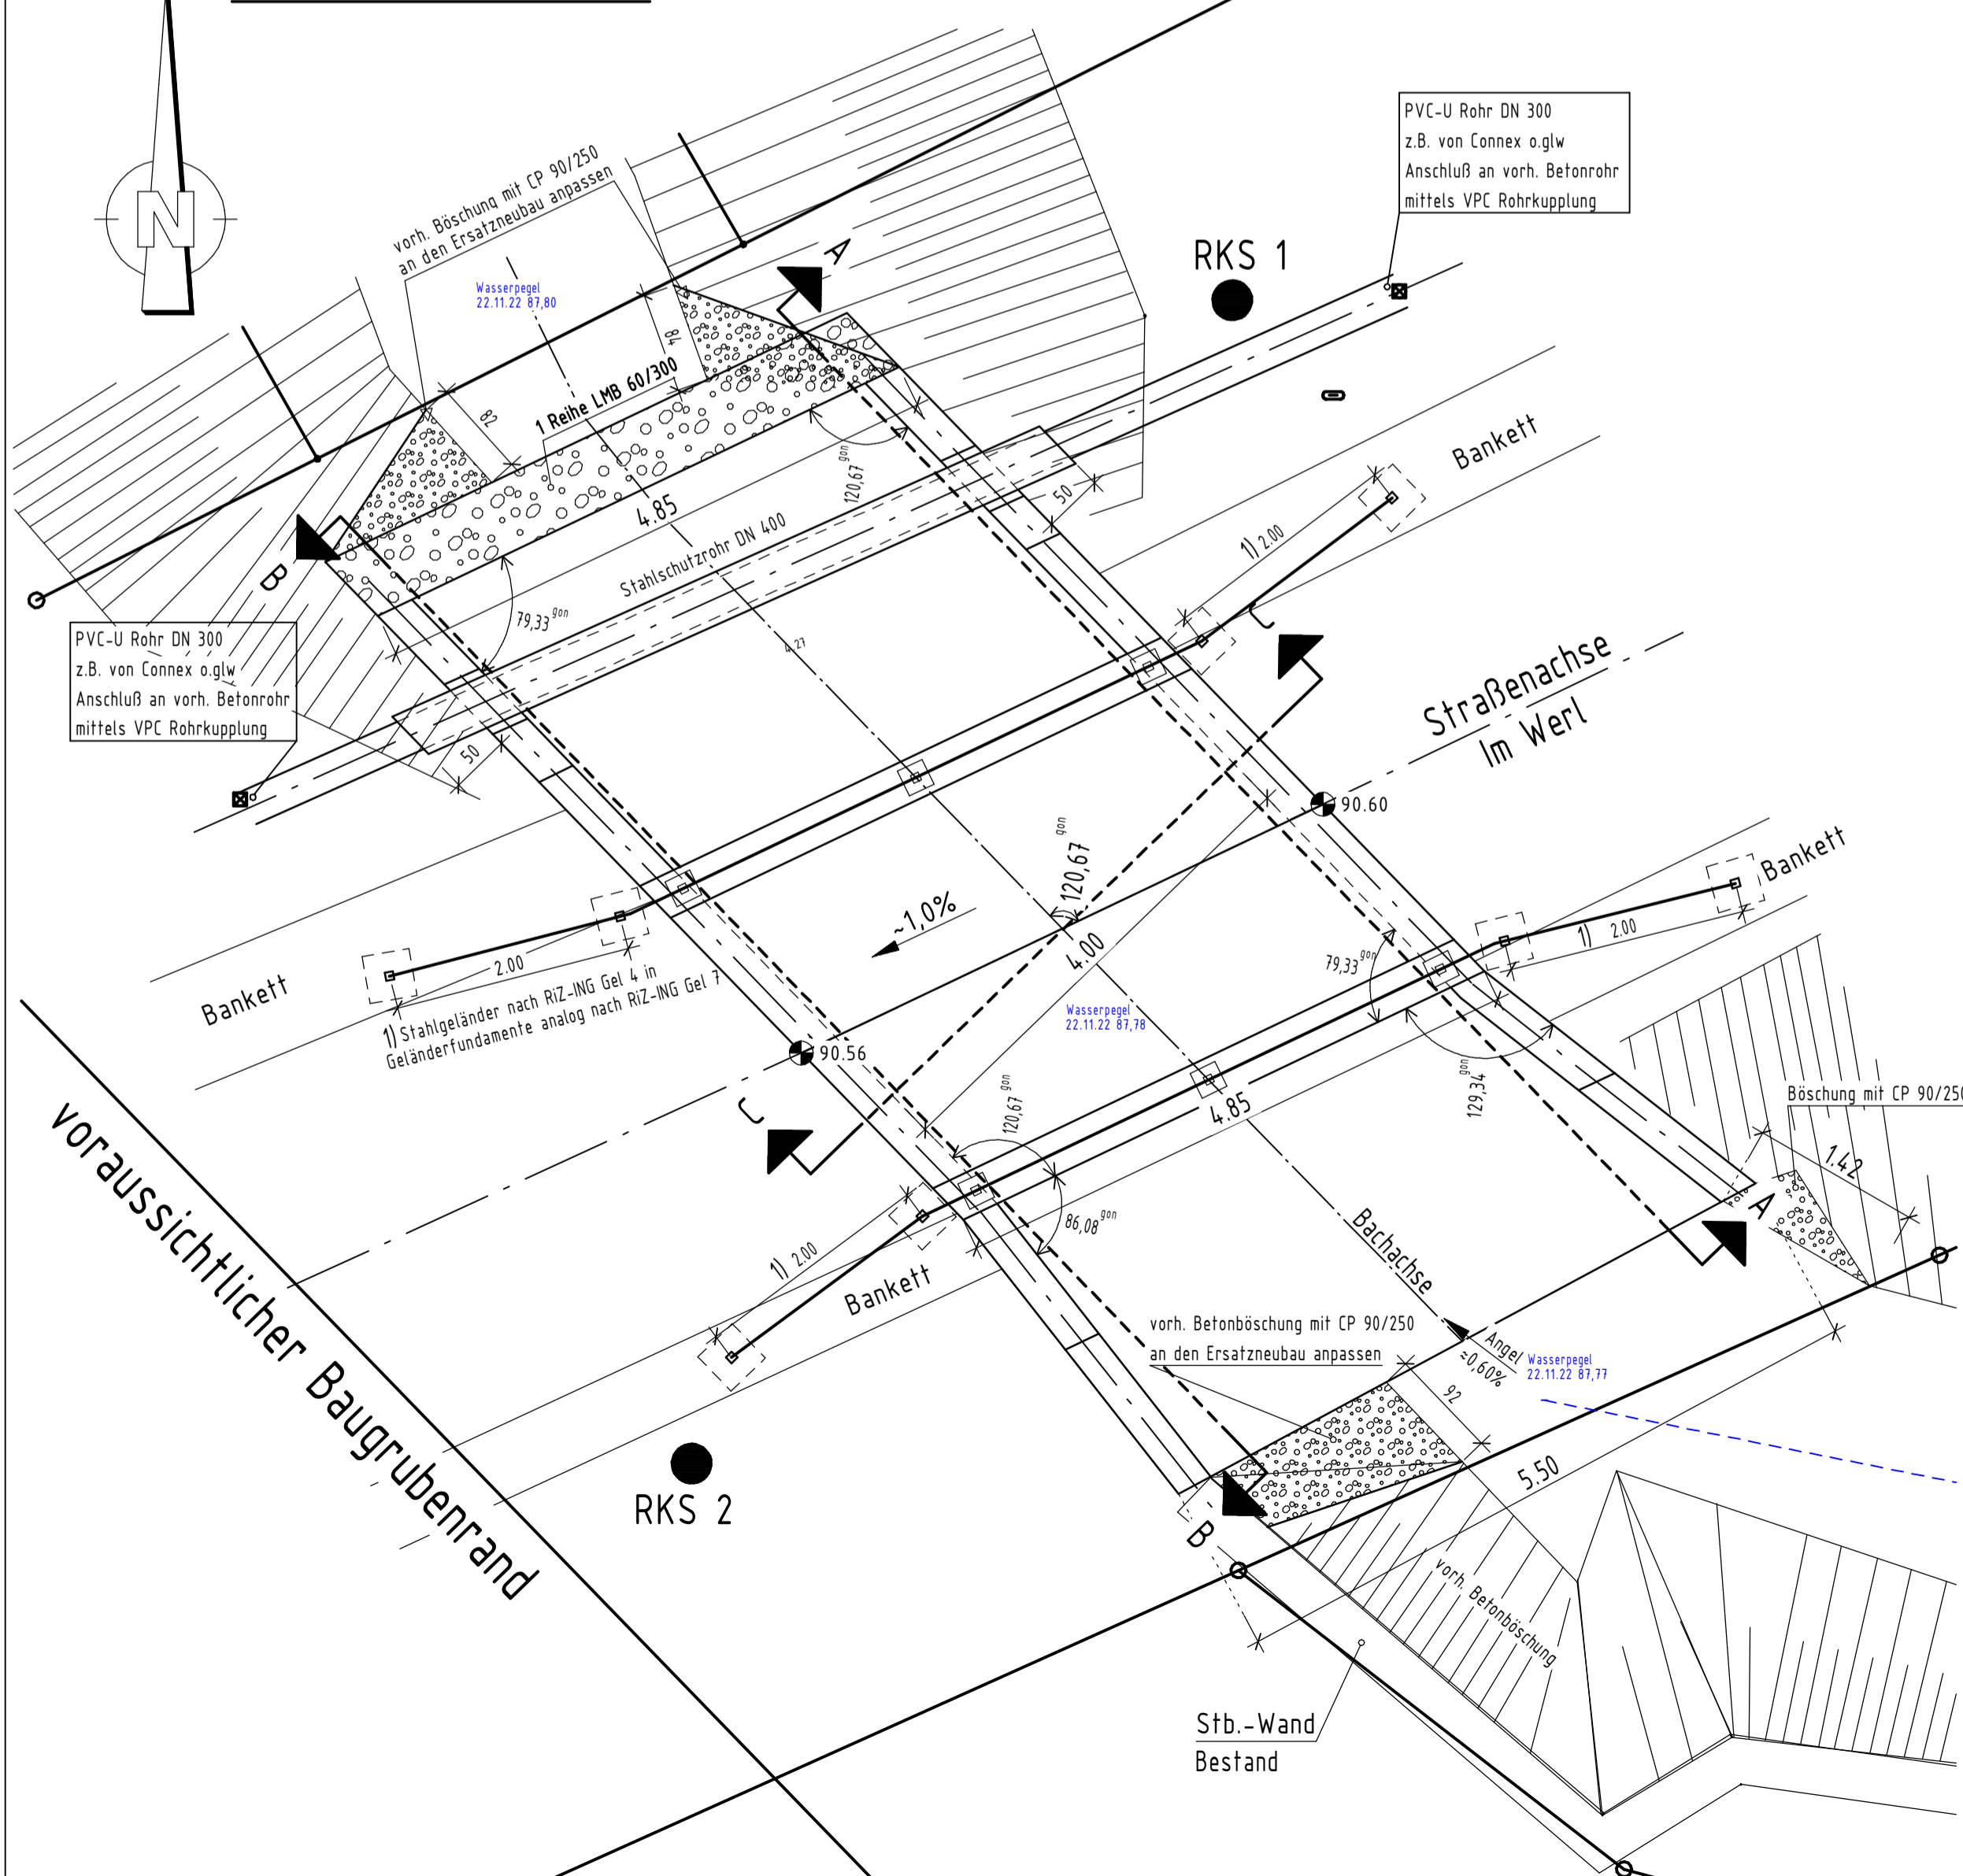 N
vorh. Böschung mit CP 90/250
an den Ersatzneubau anpassen
Wasserpegel
22.11.22 87,80
PVC-U Rohr DN 300
z.B. von Connex o.glw
Anschluß an vorh. Betonrohr
mittels VPC Rohrkupplung
RKS 1
A
84
82
1 Reihe LMB 60/300
120,67 gon
4.85
50
Bankett
1) 2.00
Stahlschutzrohr DN 400
B
79,33 gon
4.27
C
PVC-U Rohr DN 300
z.B. von Connex o.glw
Anschluß an vorh. Betonrohr
mittels VPC Rohrkupplung
50
Straßenachse
Im Werl
90.60
120,67 gon
Bankett
~1,0%
4.00
1) 2.00
79,33 gon
2.00
Bankett
1) Stahlgeländer nach RiZ-ING Gel 4 in
Geländerfundamente analog nach RiZ-ING Gel 7
Wasserpegel
22.11.22 87,78
90.56
C
120,67 gon
4.85
129,34 gon
Böschung mit CP 90/250
1.42
A
voraussichtlicher Baugrubenrand
86,08 gon
1) 2.00
Bankett
Bachachse
vorh. Betonböschung mit CP 90/250
an den Ersatzneubau anpassen
Angel
≈0,60%
Wasserpegel
22.11.22 87,77
92
5.50
RKS 2
B
vorh. Betonböschung
Stb.-Wand
Bestand